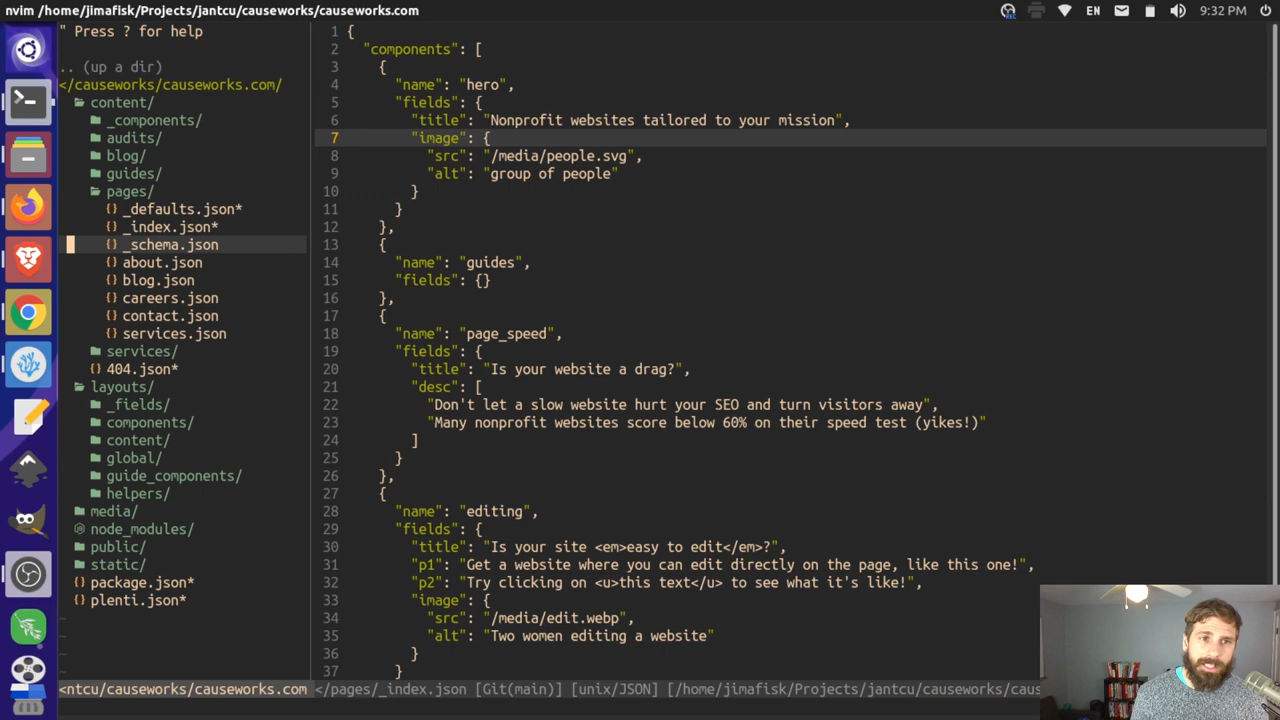 nvim /home/jimafisk/Projects/jantcu/causeworks/causeworks.com
REC
EN
9:32 PM
" Press ? for help
.. (up a dir)
</causeworks/causeworks.com/
content/
_components/
audits/
blog/
guides/
pages/
_defaults.json*
_index.json*
_schema.json
about.json
blog.json
careers.json
contact.json
services.json
services/
404.json*
layouts/
_fields/
components/
content/
global/
guide_components/
helpers/
media/
node_modules/
public/
static/
package.json*
plenti.json*
~
~
~
~
<ntcu/causeworks/causeworks.com
1 {
2 "components": [
3 {
4 "name": "hero",
5 "fields": {
6 "title": "Nonprofit websites tailored to your mission",
7 "image": {
8 "src": "/media/people.svg",
9 "alt": "group of people"
10 }
11 }
12 },
13 {
14 "name": "guides",
15 "fields": {}
16 },
17 {
18 "name": "page_speed",
19 "fields": {
20 "title": "Is your website a drag?",
21 "desc": [
22 "Don't let a slow website hurt your SEO and turn visitors away",
23 "Many nonprofit websites score below 60% on their speed test (yikes!)"
24 ]
25 }
26 },
27 {
28 "name": "editing",
29 "fields": {
30 "title": "Is your site <em>easy to edit</em>?",
31 "p1": "Get a website where you can edit directly on the page, like this one!",
32 "p2": "Try clicking on <u>this text</u> to see what it's like!",
33 "image": {
34 "src": "/media/edit.webp",
35 "alt": "Two women editing a website"
36 }
37 }
</pages/_index.json [Git(main)] [unix/JSON] [/home/jimafisk/Projects/jantcu/causeworks/cau